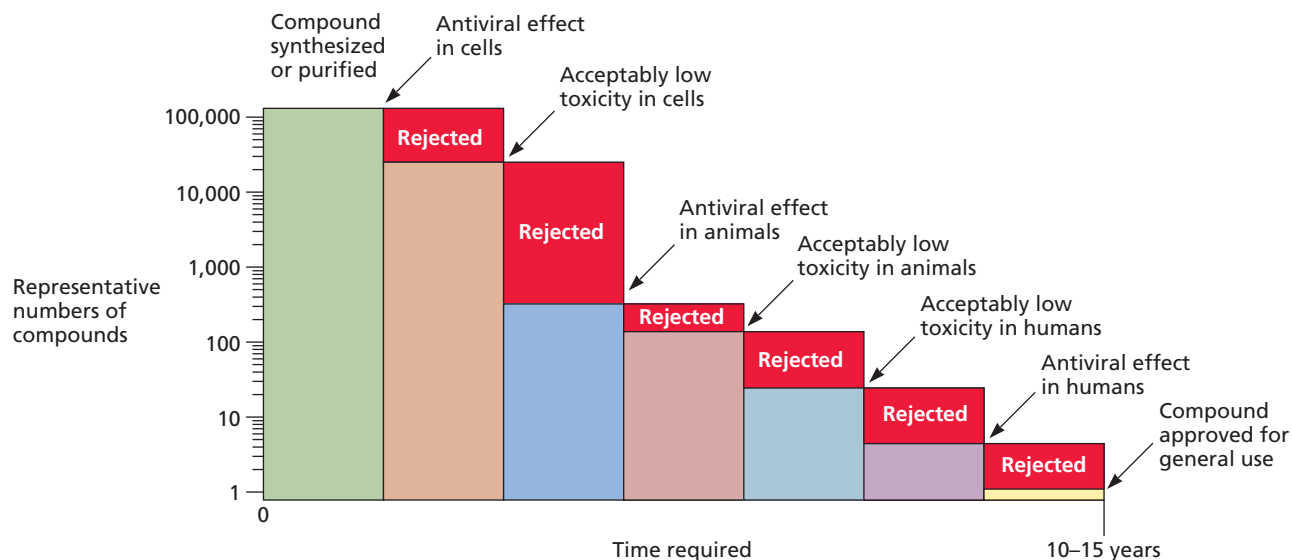 Compound
synthesized
or purified
Antiviral effect
in cells
Acceptably low
toxicity in cells
Antiviral effect
in animals
Acceptably low
toxicity in animals
Acceptably low
toxicity in humans
Antiviral effect
in humans
Compound
approved for
general use
Representative
numbers of
compounds
100,000
10,000
1,000
100
10
1
Rejected
Rejected
Rejected
Rejected
Rejected
Rejected
0
Time required
10–15 years